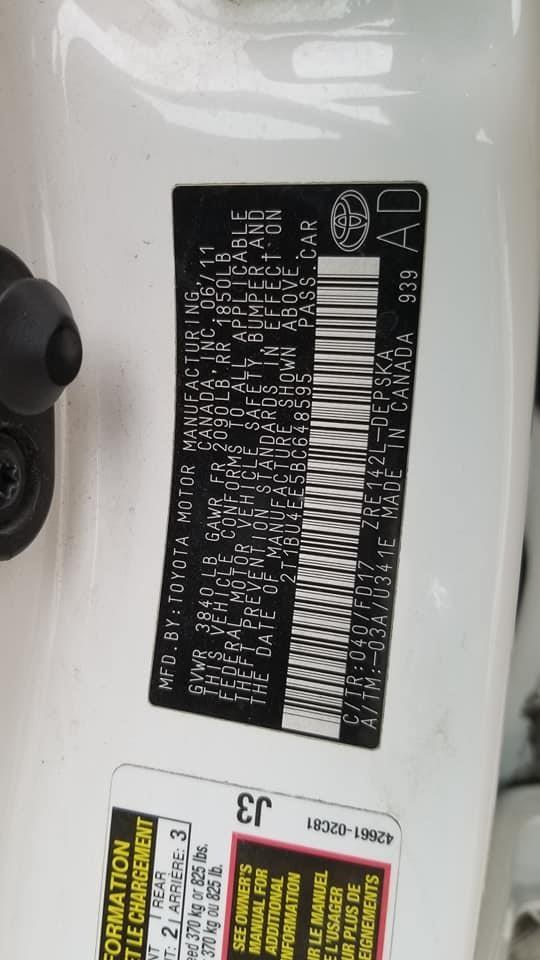 MFD.BY:TOYOTA MOTOR MANUFACTURING
CANADA,INC.06/11
GVWR 3840LB GAWR FR 2090LB RR 1850LB
THIS VEHICLE CONFORMS TO ALL APPLICABLE
FEDERAL MOTOR VEHICLE SAFETY, BUMPER AND
THEFT PREVENTION STANDARDS IN EFFECT ON
THE DATE OF MANUFACTURE SHOWN ABOVE.
2T1BU4EE5BC648595 PASS.CAR
C/TR:040/FD17 ZRE142L-DEPSKA 939
A/TM:-03A/U341E MADE IN CANADA AD
J3
42661-02C81
FORMATION
ET LE CHARGEMENT
REAR
2 ARRIÈRE: 3
370 kg or 825 lbs.
370 kg ou 825 lb.
SEE OWNER'S
MANUAL FOR
ADDITIONAL
INFORMATION
LE MANUEL
L'USAGER
PLUS DE